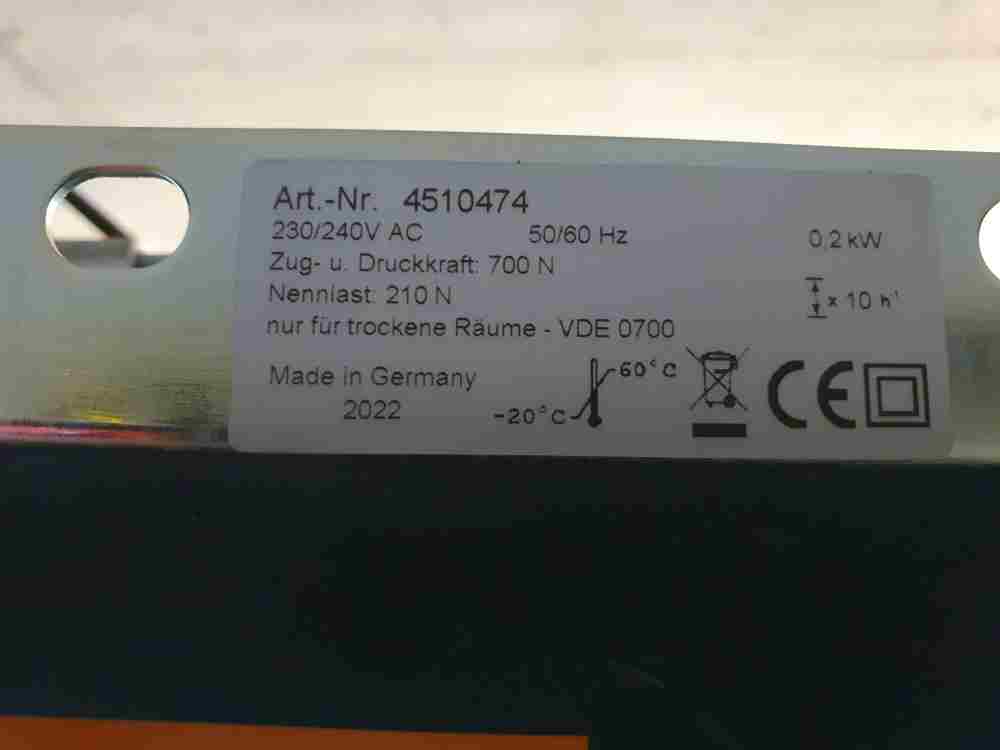 Art.-Nr. 4510474
230/240V AC 50/60 Hz 0,2 kW
Zug- u. Druckkraft: 700 N
Nennlast: 210 N x 10 h¹
nur für trockene Räume - VDE 0700
Made in Germany
2022
-20°C 60°C
CE